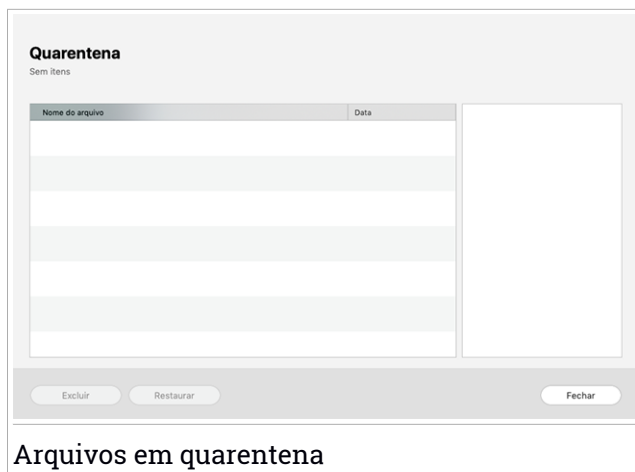 Quarentena
Sem itens
Nome do arquivo Data
Excluir Restaurar Fechar
Arquivos em quarentena